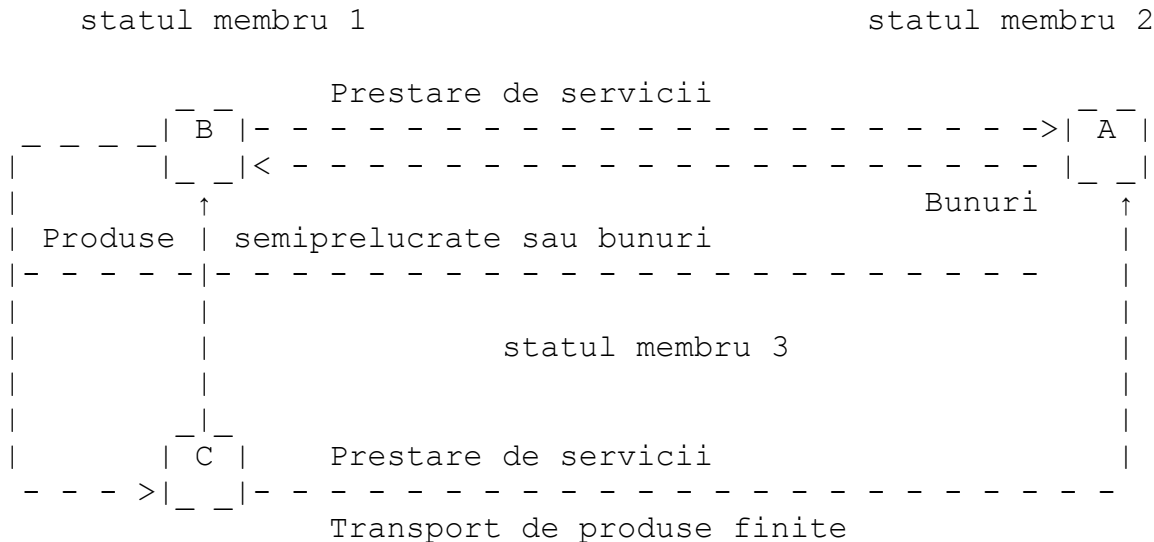 statul membru 1 statul membru 2
Prestare de servicii
B A
Bunuri
Produse semiprelucrate sau bunuri
statul membru 3
C Prestare de servicii
Transport de produse finite